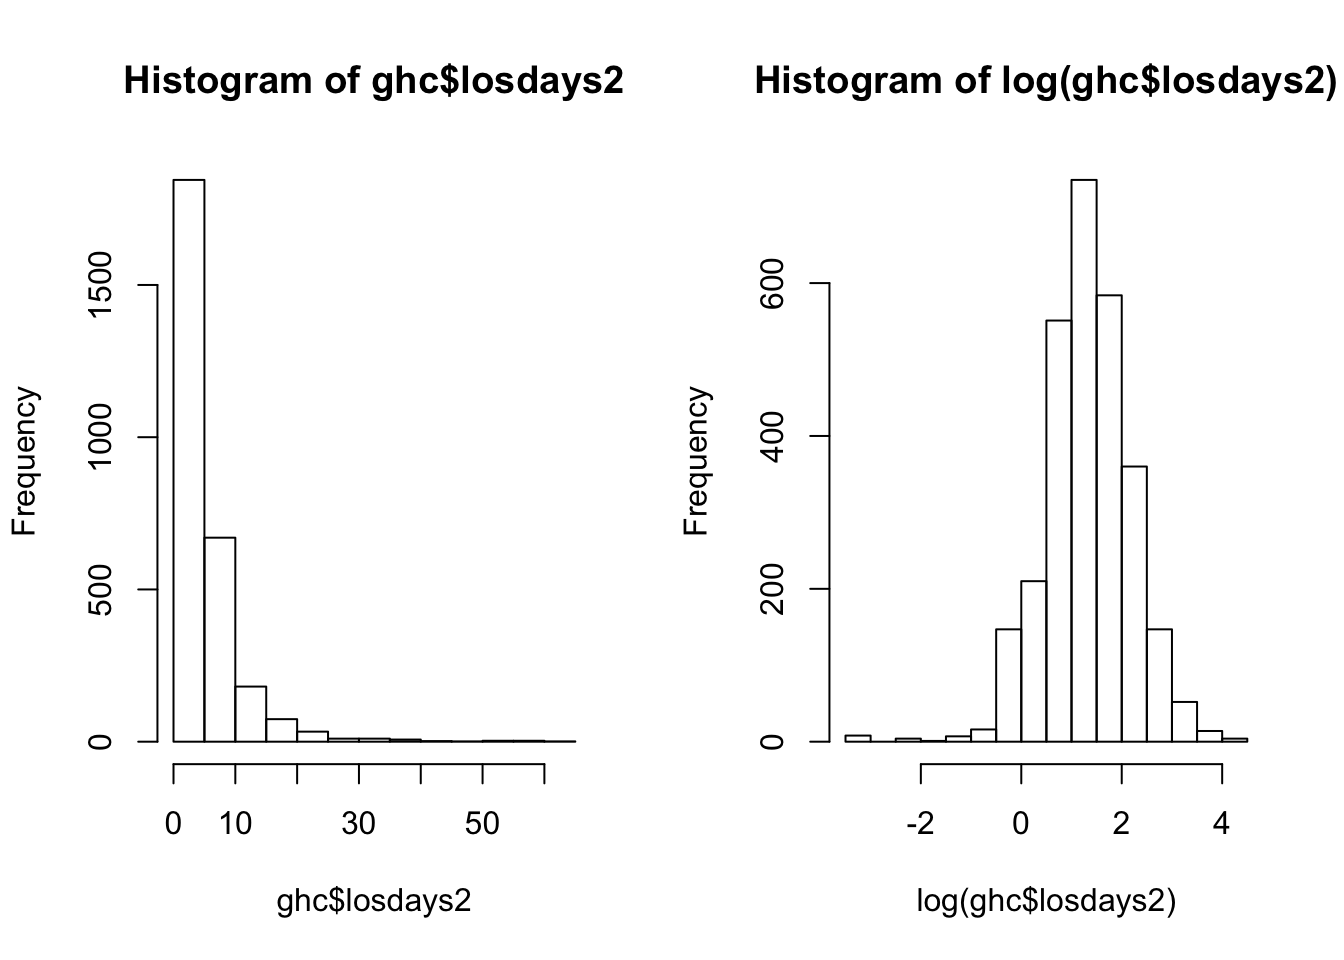 Histogram of ghc$losdays2
Frequency
1500
1000
500
0
0 10 30 50
ghc$losdays2
Histogram of log(ghc$losdays2)
Frequency
600
400
200
0
-2 0 2 4
log(ghc$losdays2)